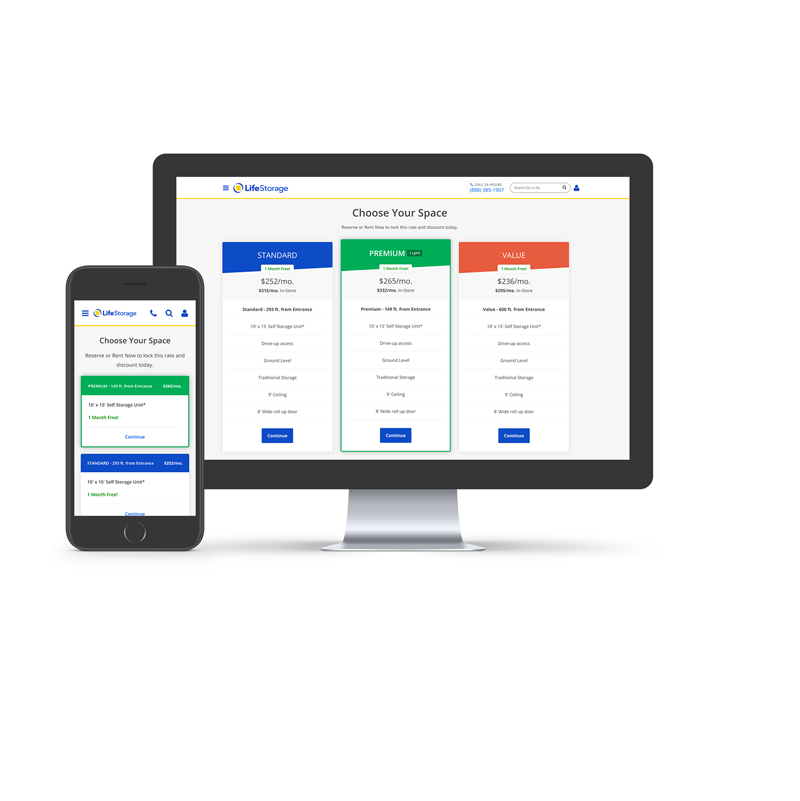 LifeStorage
CALL 24 HOURS
(888) 385-1907
Search City or Zip
Choose Your Space
Reserve or Rent Now to lock this rate and discount today.
STANDARD
1 Month Free!
$252/mo.
$315/mo. In-Store
Standard - 293 ft. from Entrance
10' x 15' Self Storage Unit*
Drive-up access
Ground Level
Traditional Storage
9' Ceiling
8' Wide roll up door
Continue
PREMIUM 1 LEFT
1 Month Free!
$265/mo.
$332/mo. In-Store
Premium - 149 ft. from Entrance
10' x 15' Self Storage Unit*
Drive-up access
Ground Level
Traditional Storage
9' Ceiling
8' Wide roll up door
Continue
VALUE
1 Month Free!
$236/mo.
$295/mo. In-Store
Value - 600 ft. from Entrance
10' x 15' Self Storage Unit*
Drive-up access
Ground Level
Traditional Storage
9' Ceiling
8' Wide roll up door
Continue
LifeStorage
Choose Your Space
Reserve or Rent Now to lock this rate and
discount today.
PREMIUM - 149 ft. from Entrance $265/mo.
10' x 15' Self Storage Unit*
1 Month Free!
Continue
STANDARD - 293 ft. from Entrance $252/mo.
10' x 15' Self Storage Unit*
1 Month Free!
Continue